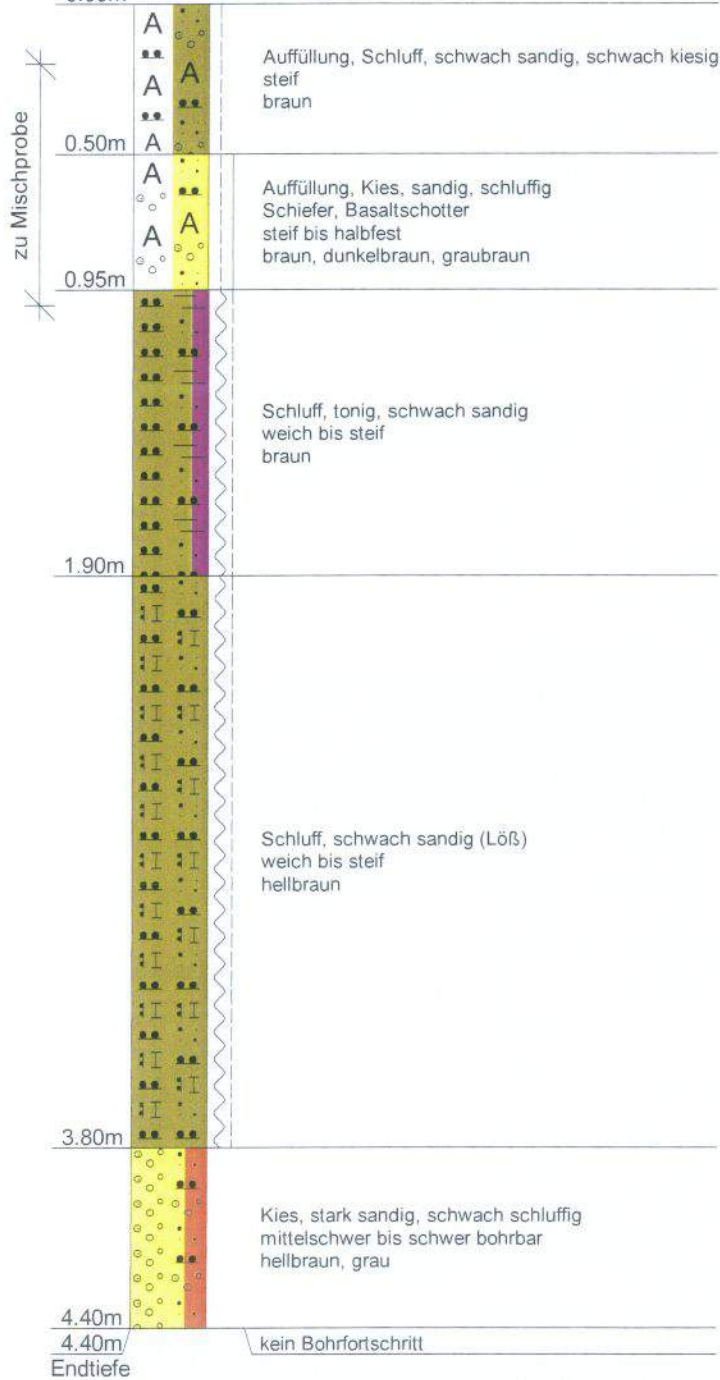 A
A
A
A
zu Mischprobe
Auffüllung, Schluff, schwach sandig, schwach kiesig
steif
braun
0.50m
A
A
A
Auffüllung, Kies, sandig, schluffig
Schiefer, Basaltschotter
steif bis halbfest
braun, dunkelbraun, graubraun
0.95m
Schluff, tonig, schwach sandig
weich bis steif
braun
1.90m
Schluff, schwach sandig (Löß)
weich bis steif
hellbraun
3.80m
Kies, stark sandig, schwach schluffig
mittelschwer bis schwer bohrbar
hellbraun, grau
4.40m
4.40m
kein Bohrfortschritt
Endtiefe